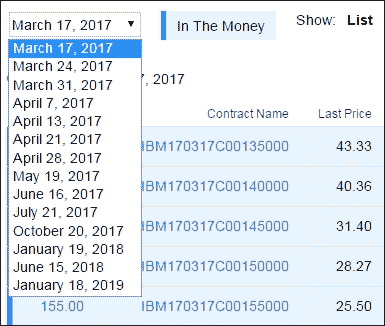 March 17, 2017 In The Money Show: List
March 17, 2017
March 24, 2017
March 31, 2017
April 7, 2017
April 13, 2017
April 21, 2017
April 28, 2017
May 19, 2017
June 16, 2017
July 21, 2017
October 20, 2017
January 19, 2018
June 15, 2018
January 18, 2019
7, 2017
Contract Name Last Price
IBM170317C00135000 43.33
IBM170317C00140000 40.36
IBM170317C00145000 31.40
IBM170317C00150000 28.27
155.00 IBM170317C00155000 25.50